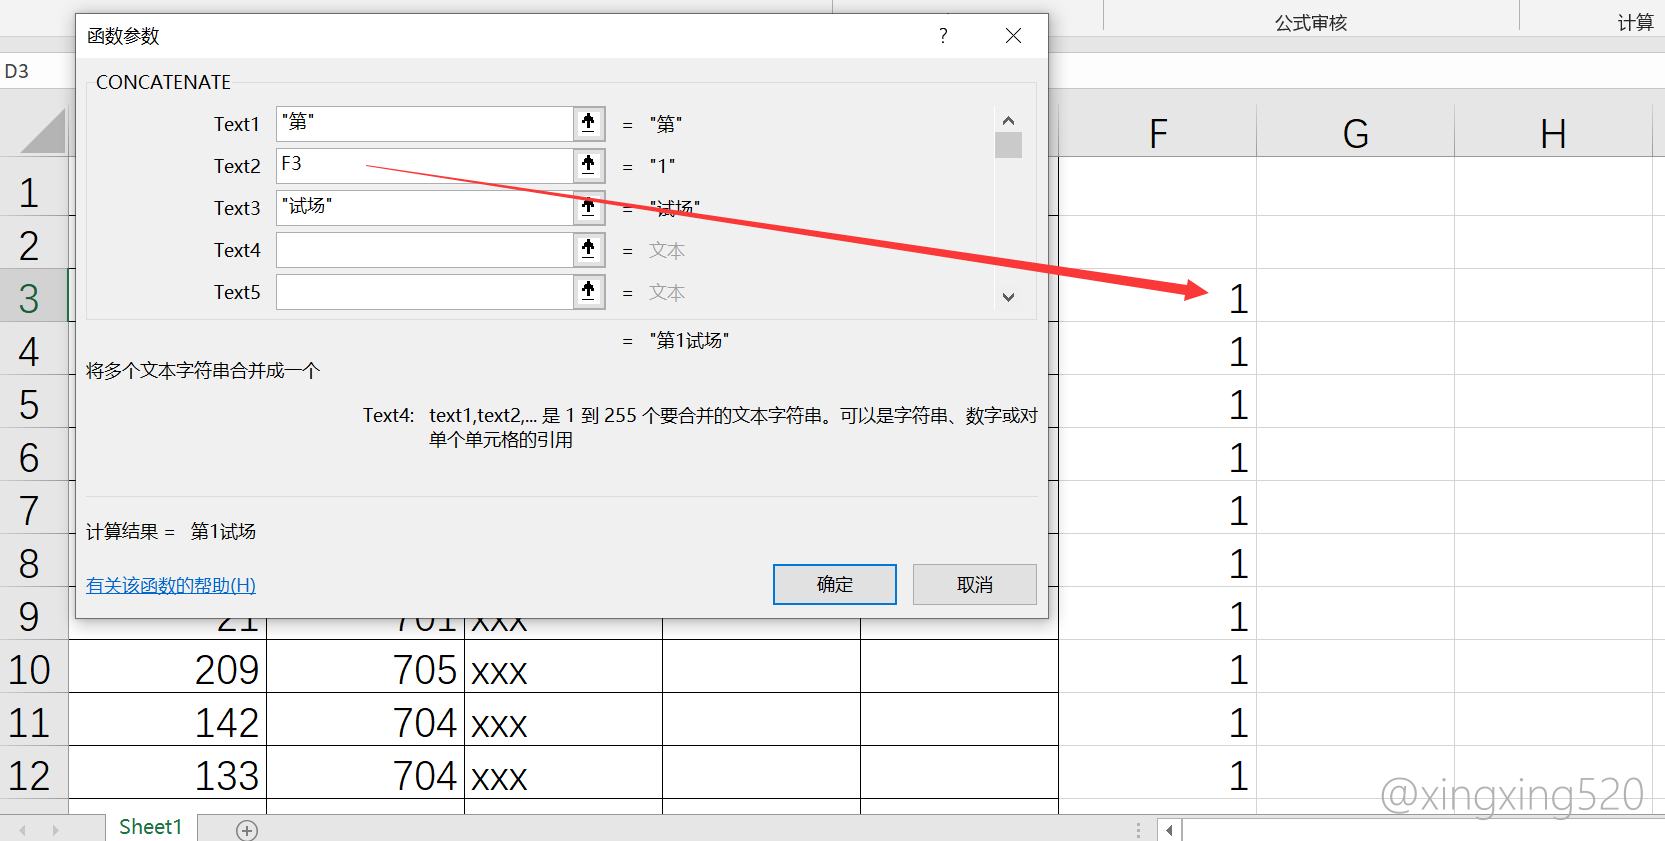 公式审核
计算
函数参数
?
D3
CONCATENATE
Text1 "第" = "第"
Text2 F3 = "1"
Text3 "试场" = "试场"
Text4 = 文本
Text5 = 文本
= "第1试场"
将多个文本字符串合并成一个
Text4: text1,text2,... 是 1 到 255 个要合并的文本字符串。可以是字符串、数字或对
单个单元格的引用
计算结果 = 第1试场
有关该函数的帮助(H)
确定 取消
F G H
1
2
3 1
4 1
5 1
6 1
7 1
8 1
9 21 701 xxx 1
10 209 705 xxx 1
11 142 704 xxx 1
12 133 704 xxx 1
@xingxing520
Sheet1